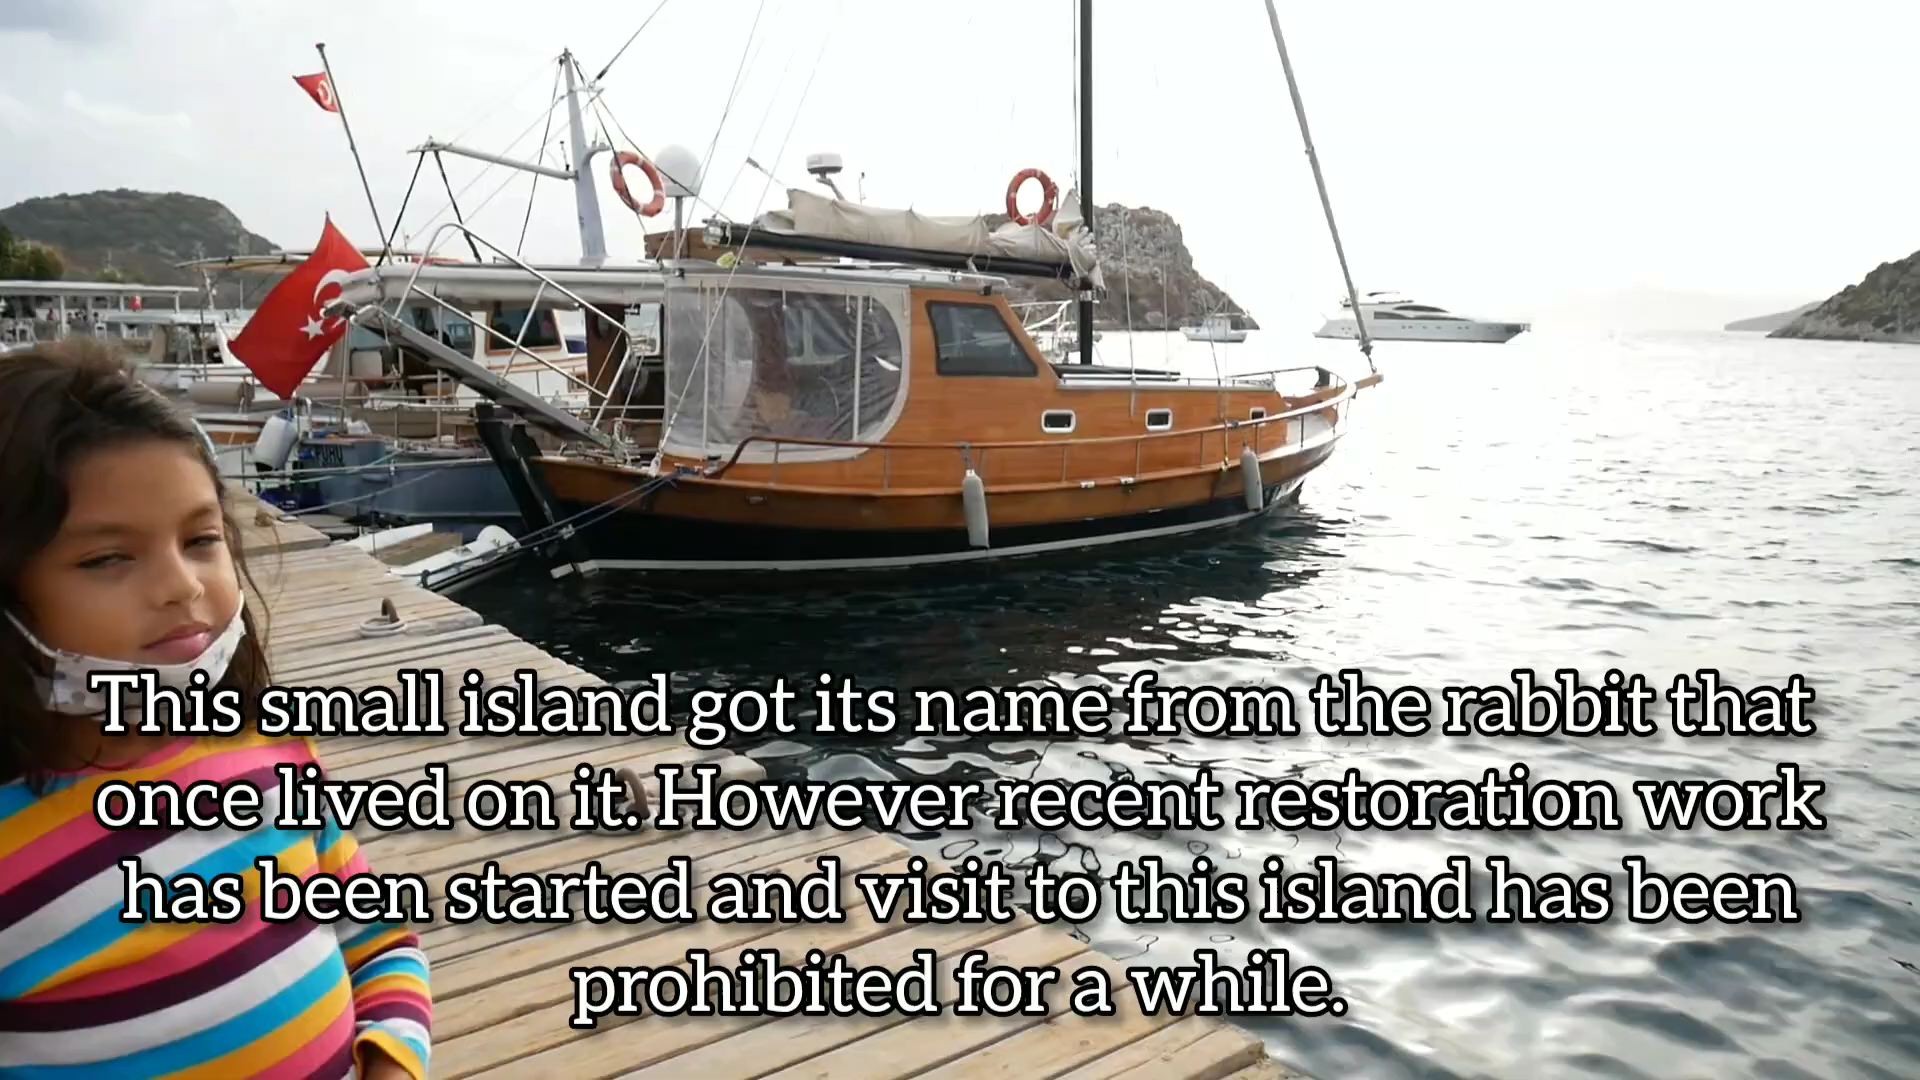 This small island got its name from the rabbit that
once lived on it. However recent restoration work
has been started and visit to this island has been
prohibited for a while.